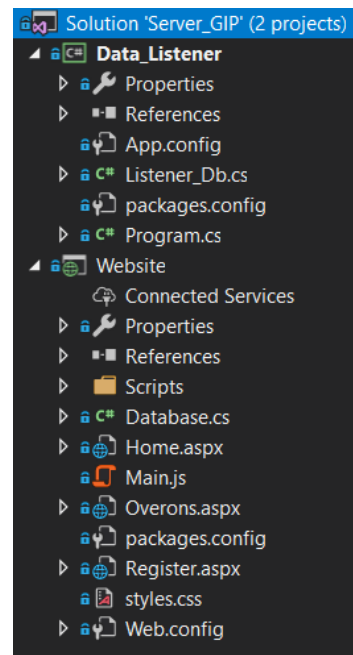 Solution 'Server_GIP' (2 projects)
C# Data_Listener
Properties
References
App.config
C# Listener_Db.cs
packages.config
C# Program.cs
Website
Connected Services
Properties
References
Scripts
C# Database.cs
Home.aspx
Main.js
Overons.aspx
packages.config
Register.aspx
styles.css
Web.config